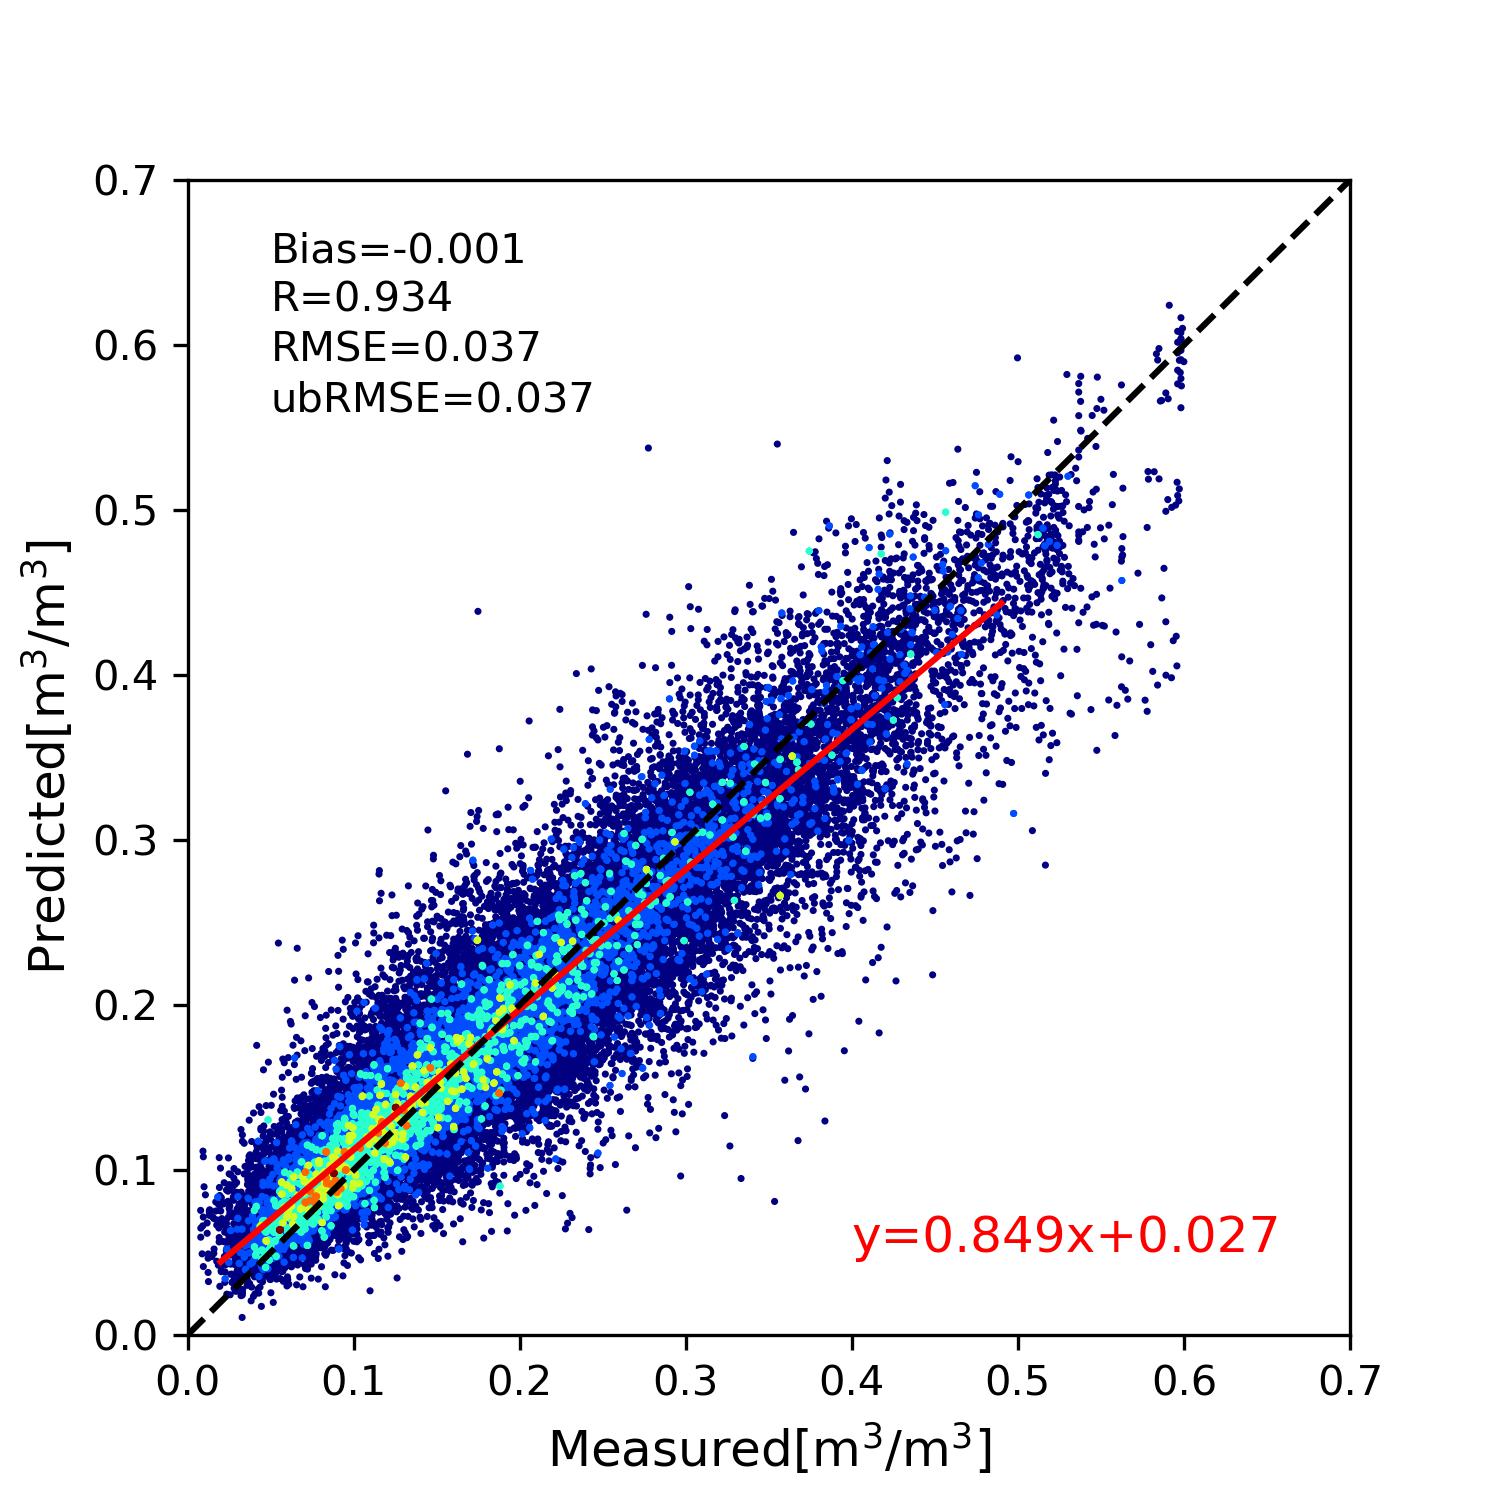 Bias=-0.001
R=0.934
RMSE=0.037
ubRMSE=0.037
y=0.849x+0.027
Predicted[m³/m³]
0.7
0.6
0.5
0.4
0.3
0.2
0.1
0.0
0.0 0.1 0.2 0.3 0.4 0.5 0.6 0.7
Measured[m³/m³]